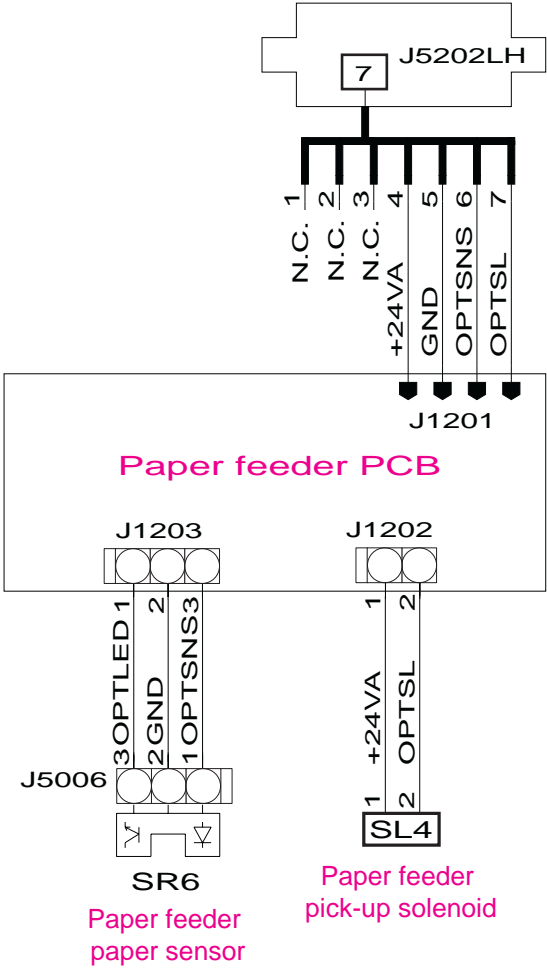 J5202LH
7
1 2 3 4 5 6 7
N.C. N.C. N.C. +24VA GND OPTSNS OPTSL
J1201
Paper feeder PCB
J1203
J1202
1 2 3
1 2
OPTLED GND OPTSNS
+24VA OPTSL
3 2 1
1 2
J5006
SL4
SR6
Paper feeder
pick-up solenoid
Paper feeder
paper sensor